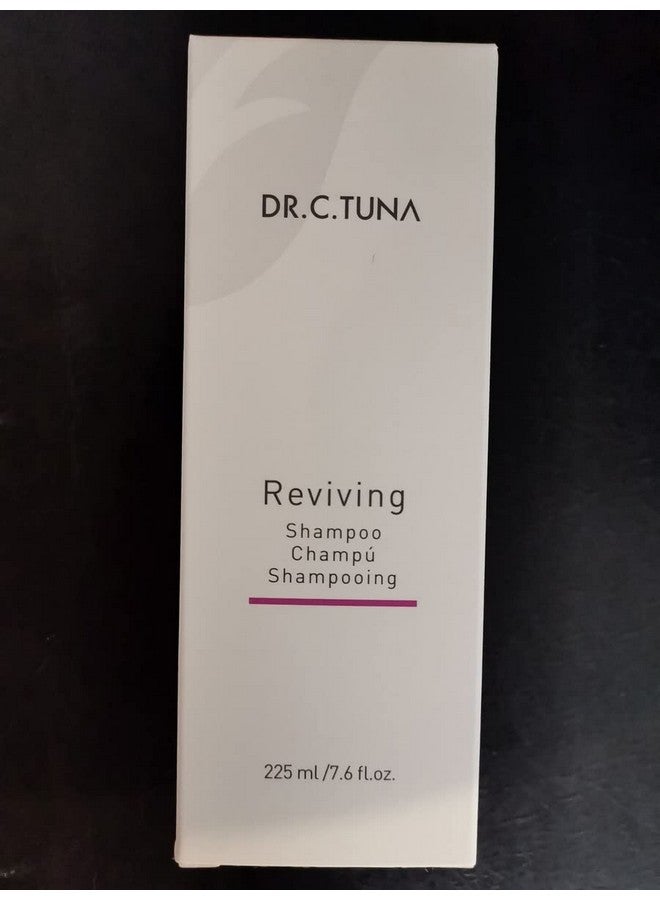 DR.C.TUNA
Reviving
Shampoo
Champú
Shampooing
225 ml /7.6 fl.oz.